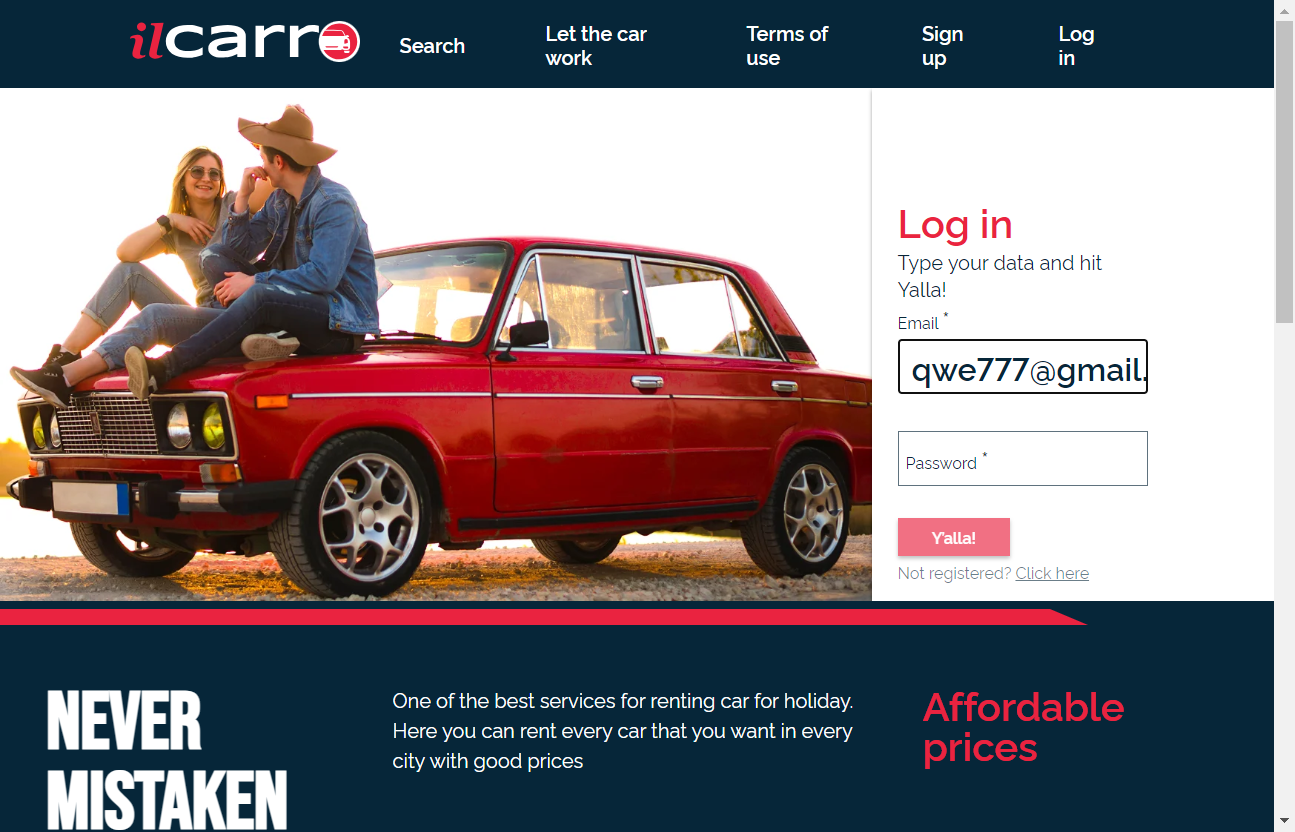 ilcarro
Search
Let the car
work
Terms of
use
Sign
up
Log
in
Log in
Type your data and hit
Yalla!
Email *
qwe777@gmail.
Password *
Y'alla!
Not registered? Click here
NEVER
MISTAKEN
One of the best services for renting car for holiday.
Here you can rent every car that you want in every
city with good prices
Affordable
prices